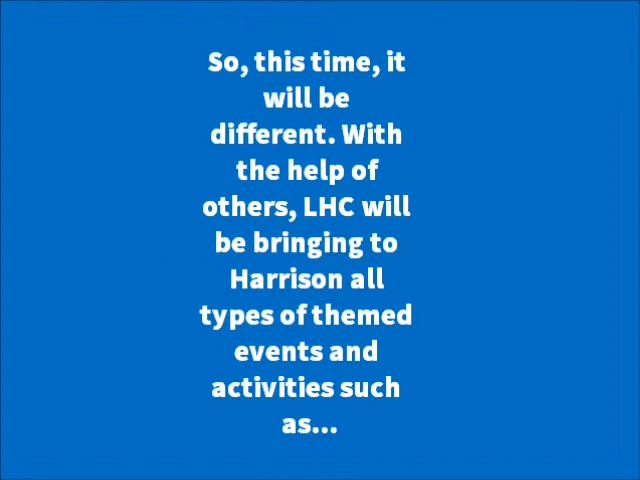 So, this time, it
will be
different. With
the help of
others, LHC will
be bringing to
Harrison all
types of themed
events and
activities such
as...